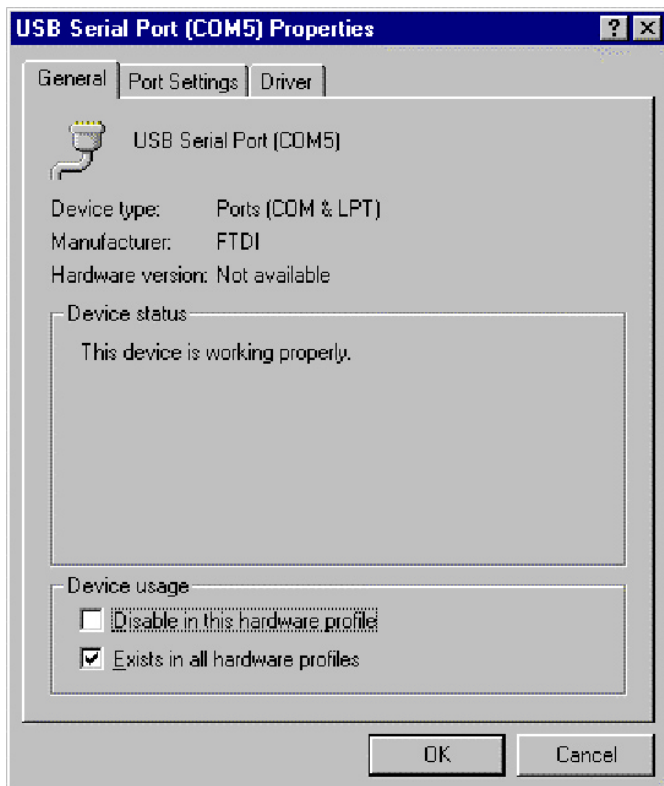 USB Serial Port (COM5) Properties
General Port Settings Driver
USB Serial Port (COM5)
Device type: Ports (COM & LPT)
Manufacturer: FTDI
Hardware version: Not available
Device status
This device is working properly.
Device usage
Disable in this hardware profile
Exists in all hardware profiles
OK Cancel